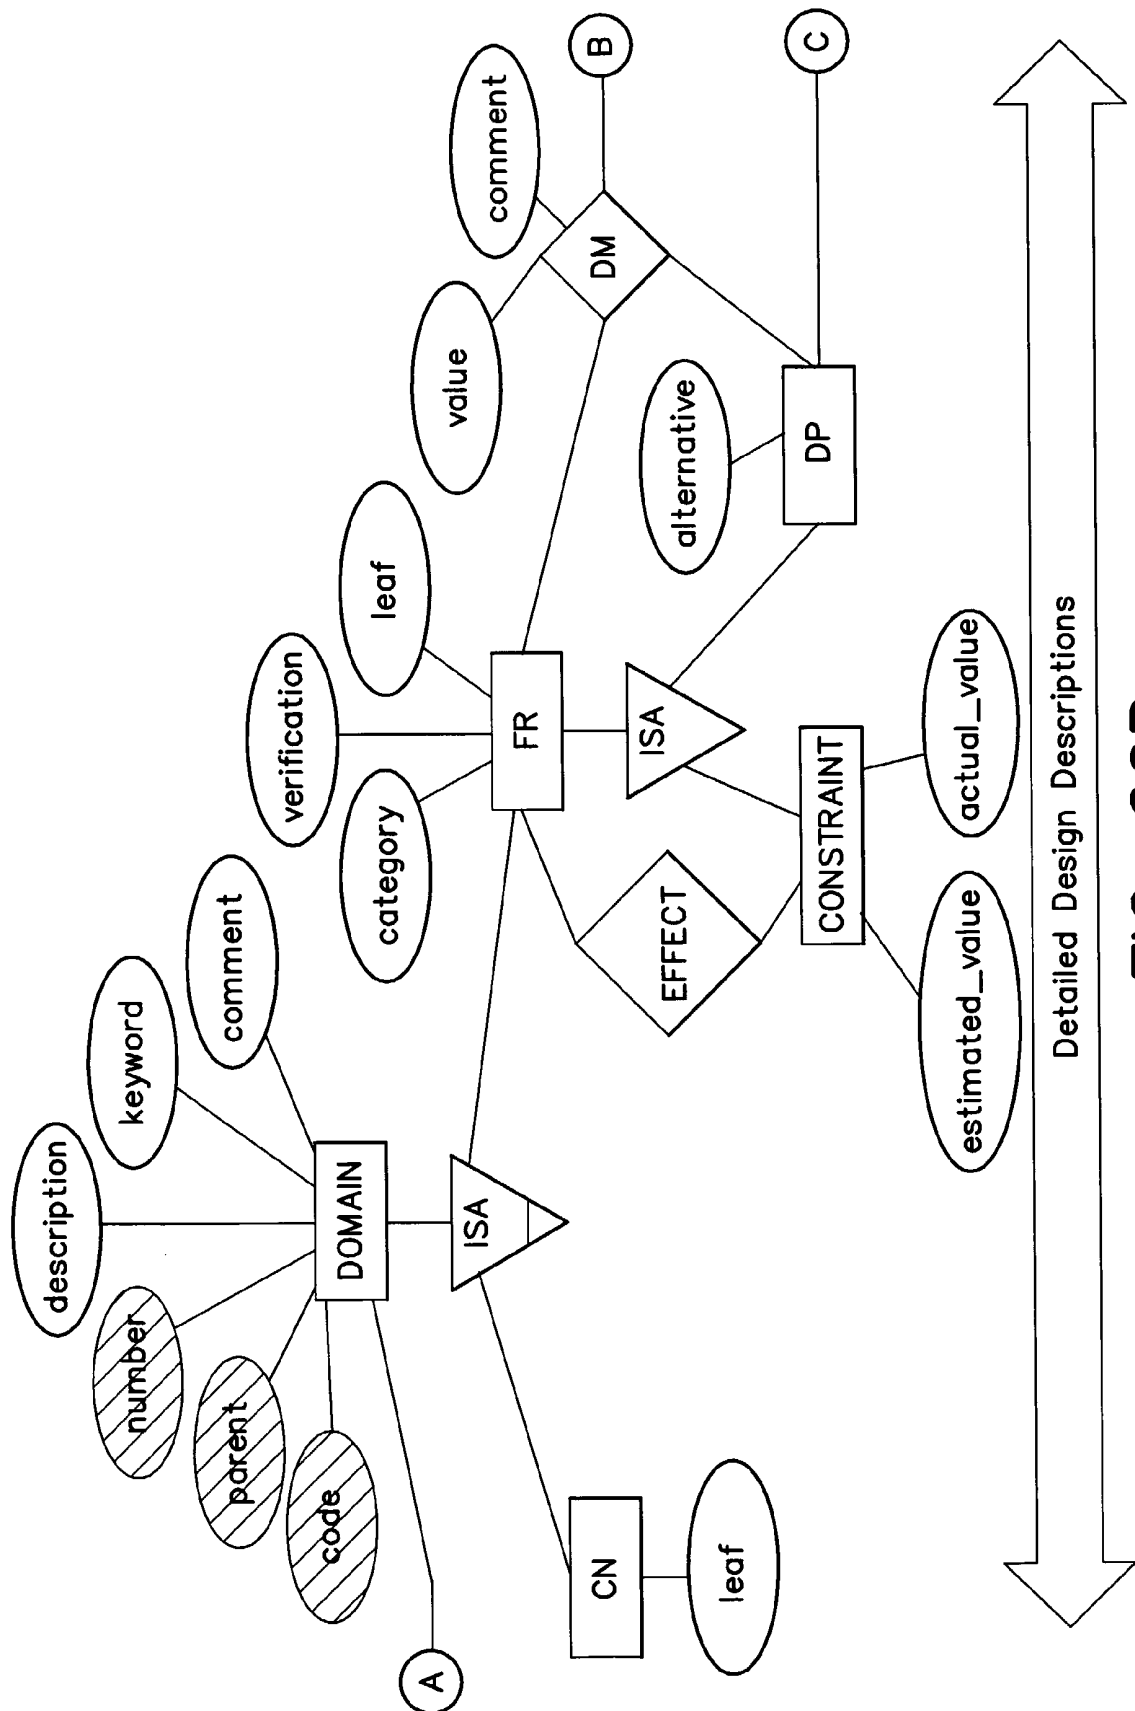 description
number
keyword
parent
comment
code
DOMAIN
A
ISA
verification
category
leaf
value
comment
FR
DM
B
CN
leaf
EFFECT
ISA
alternative
DP
C
CONSTRAINT
estimated_value
actual_value
Detailed Design Descriptions